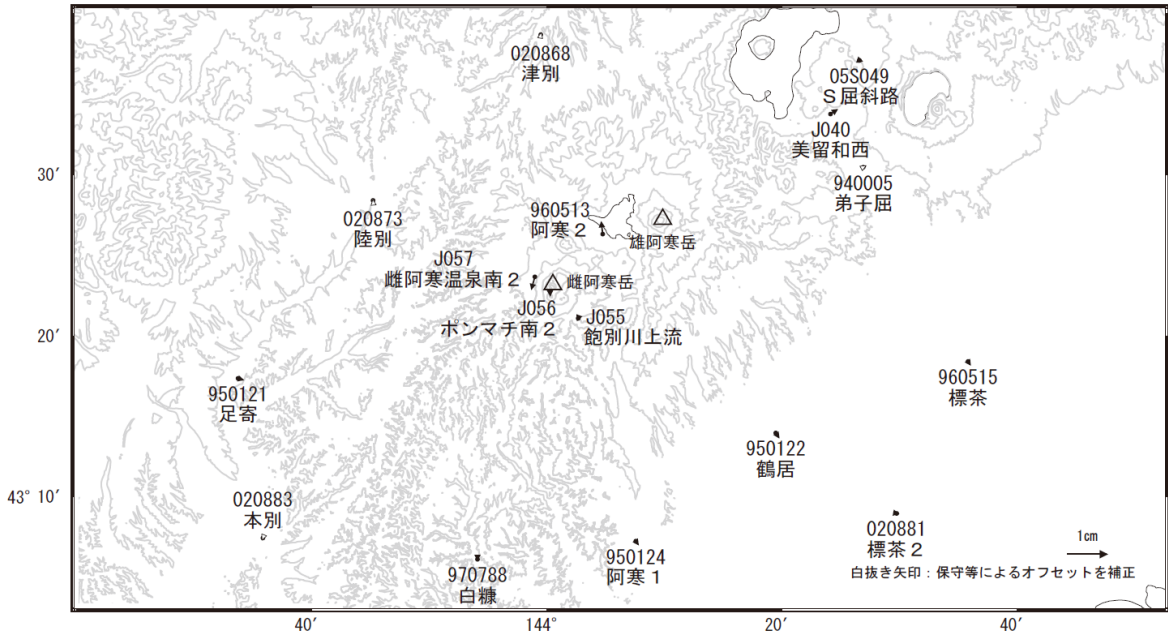 020868
津別
05S049
S屈斜路
J040
美留和西
30′
940005
弟子屈
020873
陸別
960513
阿寒2
雄阿寒岳
J057
雌阿寒温泉南2
雌阿寒岳
J056
ポンマチ南2
J055
飽別川上流
20′
950121
足寄
960515
標茶
950122
鶴居
43° 10′
020883
本別
020881
標茶2
950124
阿寒1
970788
白糠
1cm
白抜き矢印:保守等によるオフセットを補正
40′
144°
20′
40′